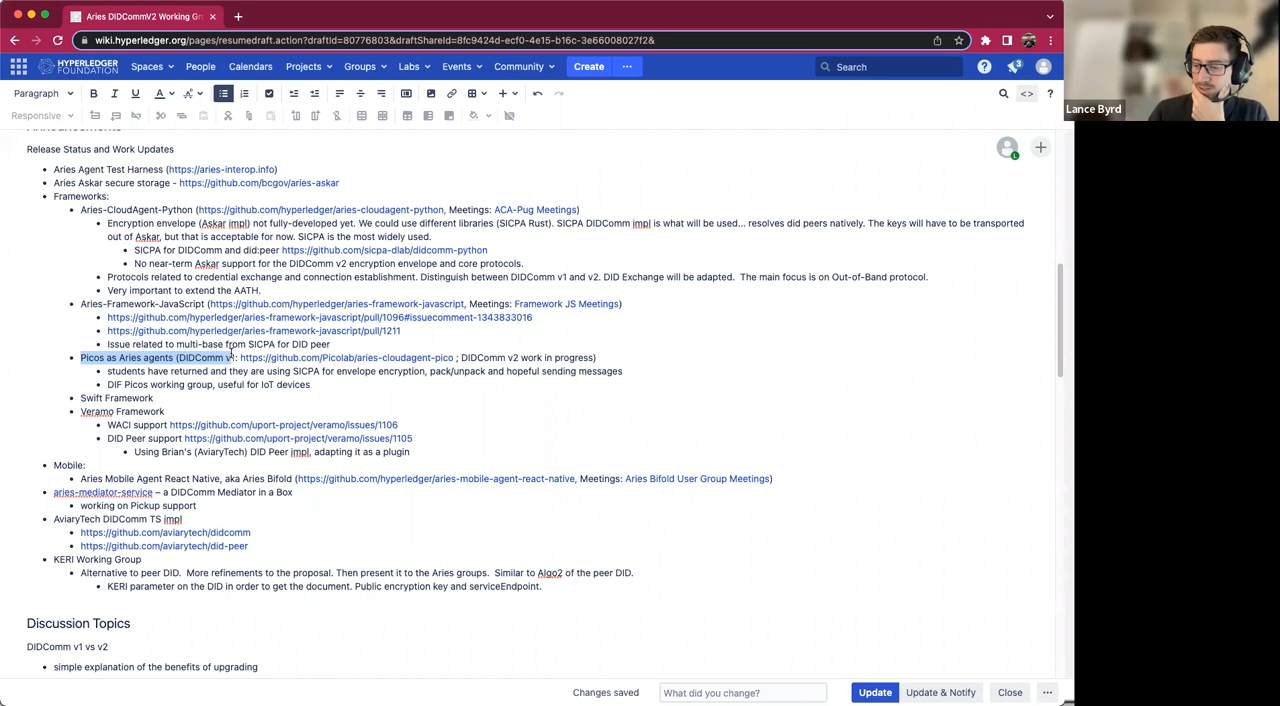 Aries DIDCommV2 Working Gr
wiki.hyperledger.org/pages/resumedraft.action?draftId=80776803&draftShareId=8fc9424d-ecf0-4e15-b16c-3e66008027f2&
HYPERLEDGER FOUNDATION Spaces People Calendars Projects Groups Labs Events Community Create Search 3
Lance Byrd
Paragraph B I U A
Responsive
Announcements
Release Status and Work Updates
Aries Agent Test Harness (https://aries-interop.info)
Aries Askar secure storage - https://github.com/bcgov/aries-askar
Frameworks:
Aries-CloudAgent-Python (https://github.com/hyperledger/aries-cloudagent-python, Meetings: ACA-Pug Meetings)
Encryption envelope (Askar impl) not fully-developed yet. We could use different libraries (SICPA Rust). SICPA DIDComm impl is what will be used... resolves did peers natively. The keys will have to be transported
out of Askar, but that is acceptable for now. SICPA is the most widely used.
SICPA for DIDComm and did:peer https://github.com/sicpa-dlab/didcomm-python
No near-term Askar support for the DIDComm v2 encryption envelope and core protocols.
Protocols related to credential exchange and connection establishment. Distinguish between DIDComm v1 and v2. DID Exchange will be adapted. The main focus is on Out-of-Band protocol.
Very important to extend the AATH.
Aries-Framework-JavaScript (https://github.com/hyperledger/aries-framework-javascript, Meetings: Framework JS Meetings)
https://github.com/hyperledger/aries-framework-javascript/pull/1096#issuecomment-1343833016
https://github.com/hyperledger/aries-framework-javascript/pull/1211
Issue related to multi-base from SICPA for DID peer
Picos as Aries agents (DIDComm v1: https://github.com/Picolab/aries-cloudagent-pico ; DIDComm v2 work in progress)
students have returned and they are using SICPA for envelope encryption, pack/unpack and hopeful sending messages
DIF Picos working group, useful for IoT devices
Swift Framework
Veramo Framework
WACI support https://github.com/uport-project/veramo/issues/1106
DID Peer support https://github.com/uport-project/veramo/issues/1105
Using Brian's (AviaryTech) DID Peer impl, adapting it as a plugin
Mobile:
Aries Mobile Agent React Native, aka Aries Bifold (https://github.com/hyperledger/aries-mobile-agent-react-native, Meetings: Aries Bifold User Group Meetings)
aries-mediator-service – a DIDComm Mediator in a Box
working on Pickup support
AviaryTech DIDComm TS impl
https://github.com/aviarytech/didcomm
https://github.com/aviarytech/did-peer
KERI Working Group
Alternative to peer DID. More refinements to the proposal. Then present it to the Aries groups. Similar to Algo2 of the peer DID.
KERI parameter on the DID in order to get the document. Public encryption key and serviceEndpoint.
Discussion Topics
DIDComm v1 vs v2
simple explanation of the benefits of upgrading
Changes saved What did you change? Update Update & Notify Close